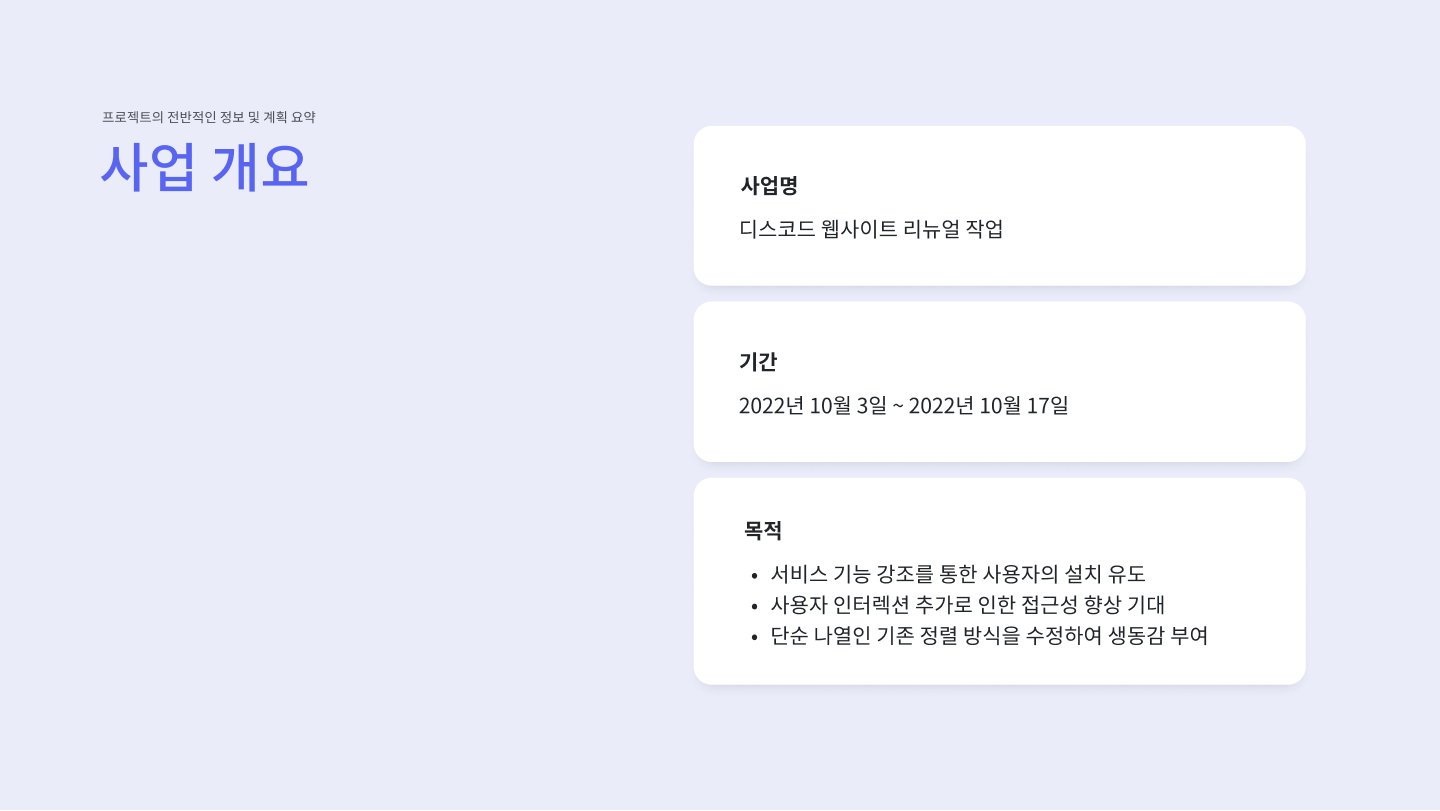 프로젝트의 전반적인 정보 및 계획 요약
사업 개요
사업명
디스코드 웹사이트 리뉴얼 작업
기간
2022년 10월 3일 ~ 2022년 10월 17일
목적
• 서비스 기능 강조를 통한 사용자의 설치 유도
• 사용자 인터렉션 추가로 인한 접근성 향상 기대
• 단순 나열인 기존 정렬 방식을 수정하여 생동감 부여